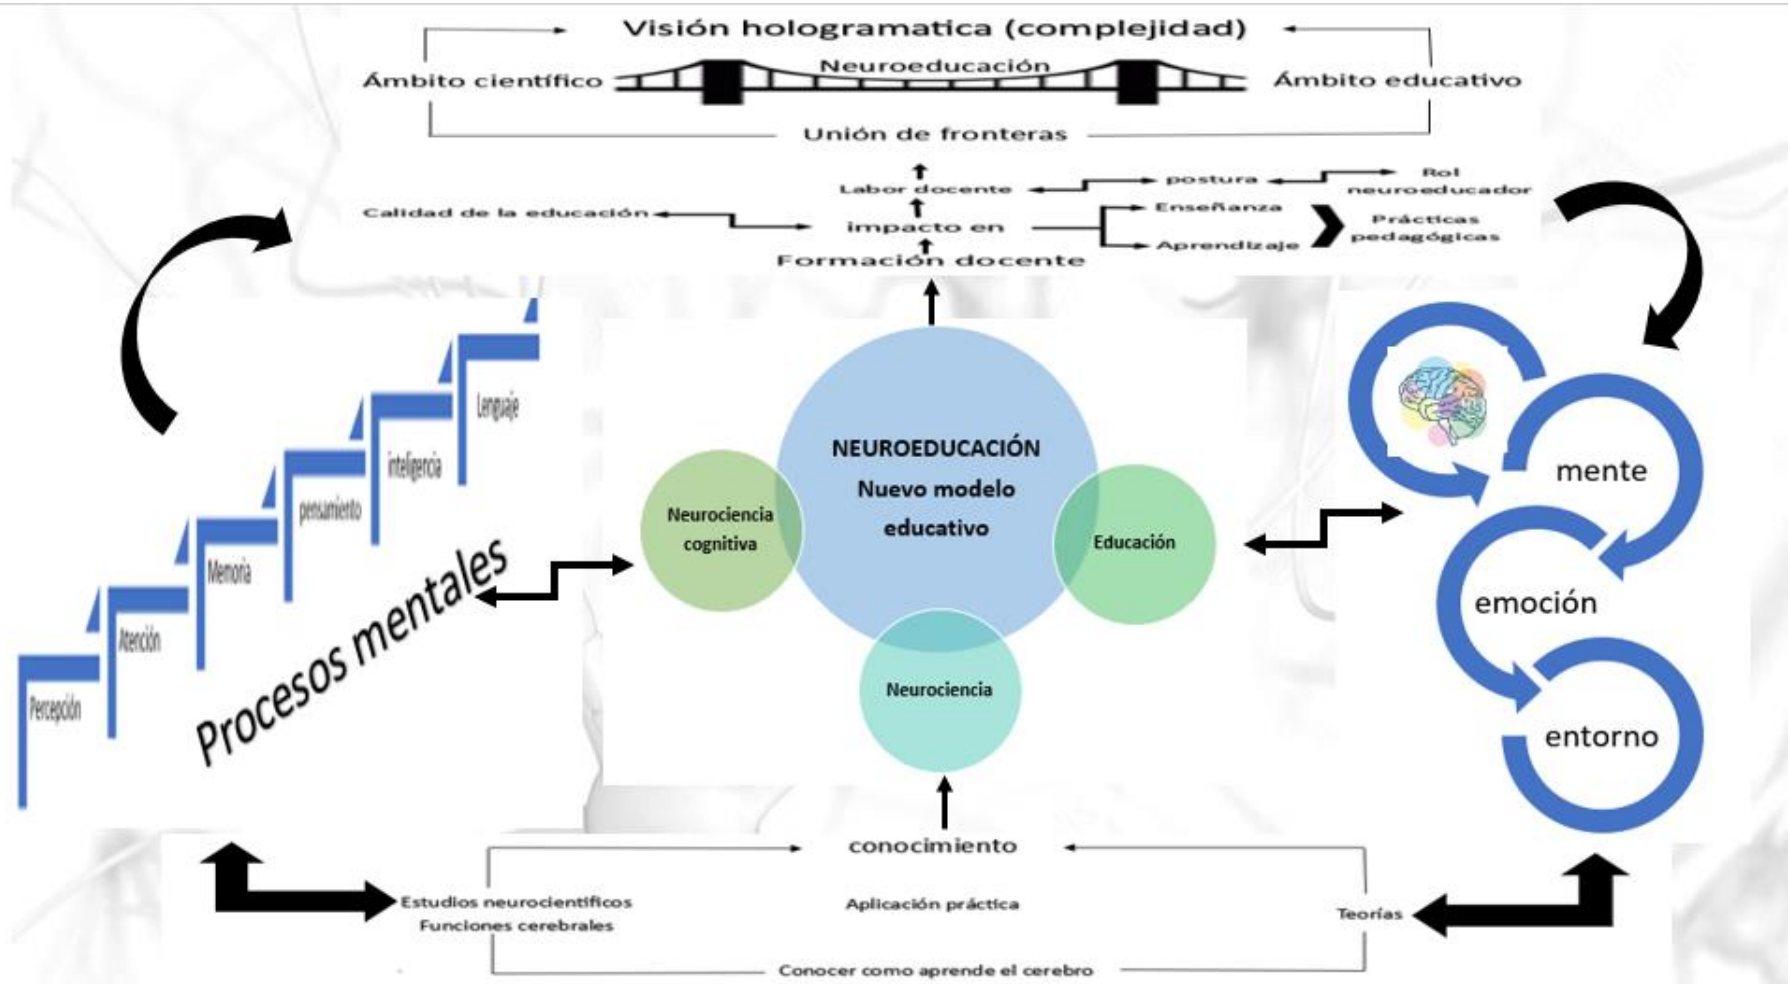 Visión hologramatica (complejidad)
Neuroeducación
Ámbito científico
Ámbito educativo
Unión de fronteras
Labor docente
postura
Rol
neuroeducador
Calidad de la educación
impacto en
Enseñanza
Aprendizaje
Prácticas
pedagógicas
Formación docente
Lenguaje
inteligencia
pensamiento
Memoria
Atención
Percepción
Procesos mentales
NEUROEDUCACIÓN
Nuevo modelo
educativo
Neurociencia
cognitiva
Educación
Neurociencia
mente
emoción
entorno
conocimiento
Estudios neurocientificos
Funciones cerebrales
Aplicación práctica
Teorías
Conocer como aprende el cerebro